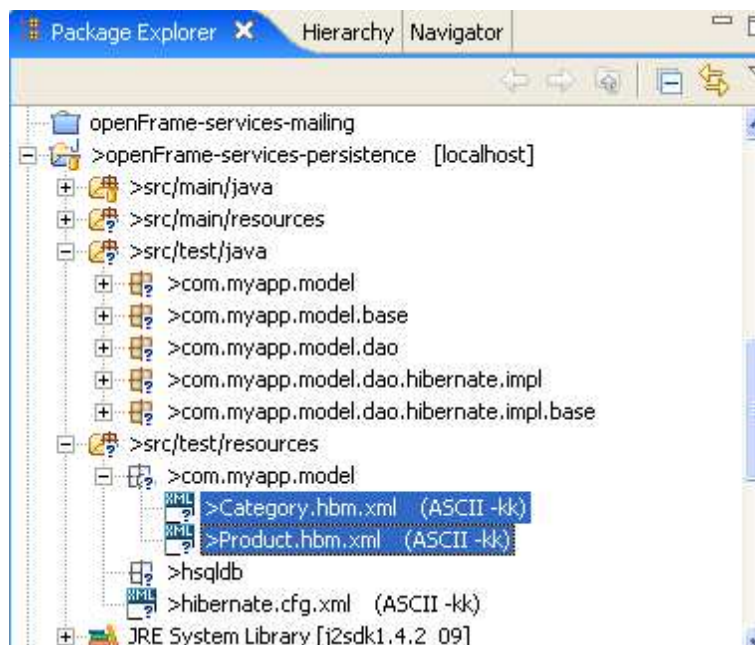 Package Explorer Hierarchy Navigator
openFrame-services-mailing
>openFrame-services-persistence [localhost]
>src/main/java
>src/main/resources
>src/test/java
>com.myapp.model
>com.myapp.model.base
>com.myapp.model.dao
>com.myapp.model.dao.hibernate.impl
>com.myapp.model.dao.hibernate.impl.base
>src/test/resources
>com.myapp.model
>Category.hbm.xml (ASCII -kk)
>Product.hbm.xml (ASCII -kk)
>hsqldb
>hibernate.cfg.xml (ASCII -kk)
JRE System Library [j2sdk1.4.2_09]